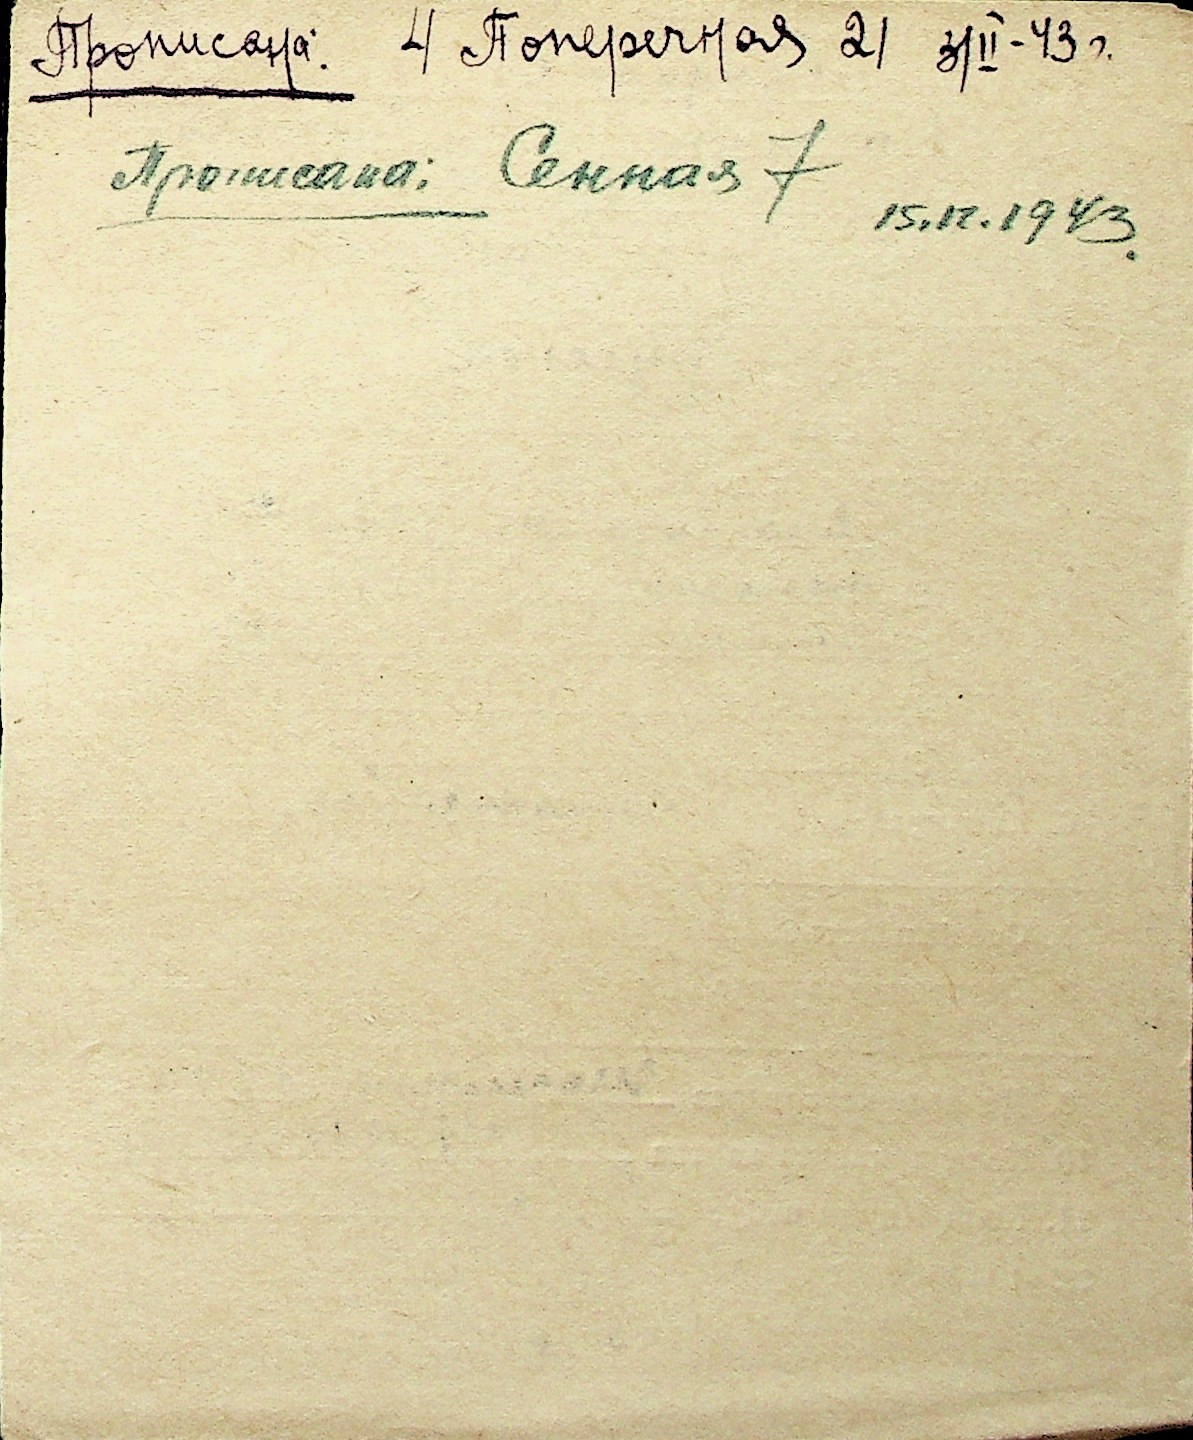 Прописана: 4 Поперечная 21 3/II-43 г.
Прописана: Сенная 7
15.II.1943.